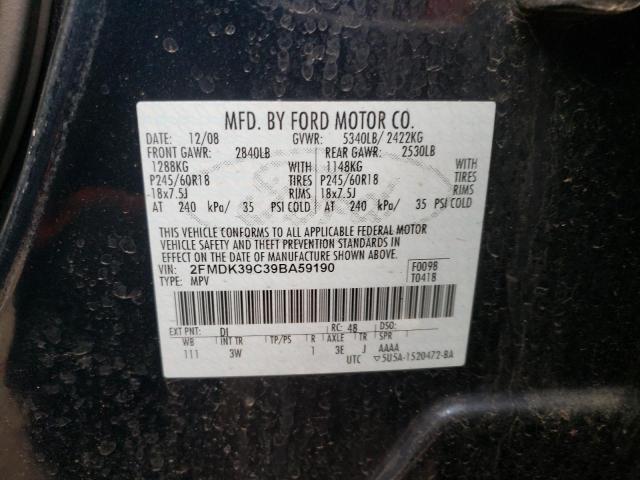 MFD. BY FORD MOTOR CO.
DATE: 12/08 GVWR: 5340LB/ 2422KG
FRONT GAWR: 2840LB REAR GAWR: 2530LB
1288KG WITH 1148KG WITH
P245/60R18 TIRES P245/60R18 TIRES
18x7.5J RIMS 18x7.5J RIMS
AT 240 kPa/ 35 PSI COLD AT 240 kPa/ 35 PSI COLD
THIS VEHICLE CONFORMS TO ALL APPLICABLE FEDERAL MOTOR
VEHICLE SAFETY AND THEFT PREVENTION STANDARDS IN
EFFECT ON THE DATE OF MANUFACTURE SHOWN ABOVE.
VIN: 2FMDK39C39BA59190 F0098
TYPE: MPV T0418
EXT PNT: DI RC: 48 DSO:
WB INT TR TP/PS R AXLE TR SPR
111 3W 1 3E J AAAA
UTC ▽5U5A-1520472-BA